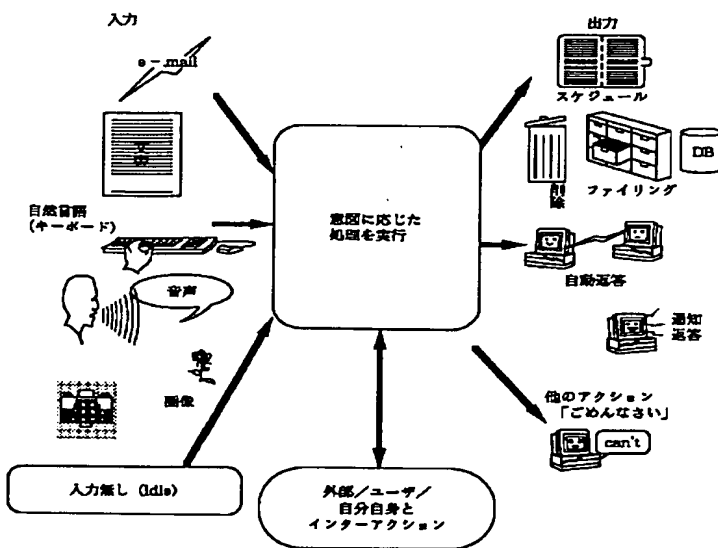 入力
e-mail
文書
自然言語
(キーボード)
音声
画像
入力無し (idle)
意図に応じた
処理を実行
外部／ユーザ／
自分自身と
インターアクション
出力
スケジュール
削除
ファイリング
DB
自動返答
通知
返答
他のアクション
「ごめんなさい」
can't